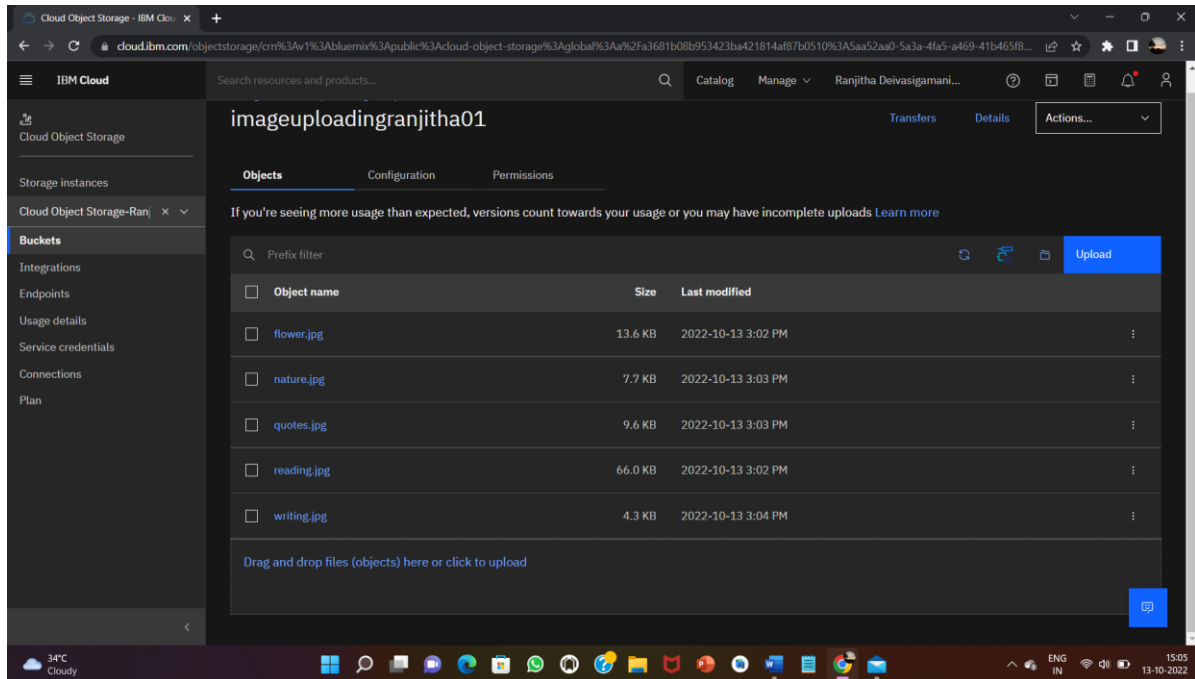 Cloud Object Storage - IBM Clou
cloud.ibm.com/objectstorage/crn%3Av1%3Abluemix%3Apublic%3Acloud-object-storage%3Aglobal%3Aa%2Fa3681b08b953423ba421814af87b0510%3A5aa52aa0-5a3a-4fa5-a469-41b465f8...
IBM Cloud
Search resources and products...
Catalog
Manage
Ranjitha Deivasigamani...
Cloud Object Storage
Storage instances
Cloud Object Storage-Ranj
Buckets
Integrations
Endpoints
Usage details
Service credentials
Connections
Plan
imageuploadingranjitha01
Transfers
Details
Actions...
Objects Configuration Permissions
If you're seeing more usage than expected, versions count towards your usage or you may have incomplete uploads Learn more
Prefix filter
Upload
Object name Size Last modified
flower.jpg 13.6 KB 2022-10-13 3:02 PM
nature.jpg 7.7 KB 2022-10-13 3:03 PM
quotes.jpg 9.6 KB 2022-10-13 3:03 PM
reading.jpg 66.0 KB 2022-10-13 3:02 PM
writing.jpg 4.3 KB 2022-10-13 3:04 PM
Drag and drop files (objects) here or click to upload
34°C
Cloudy
ENG
IN
15:05
13-10-2022